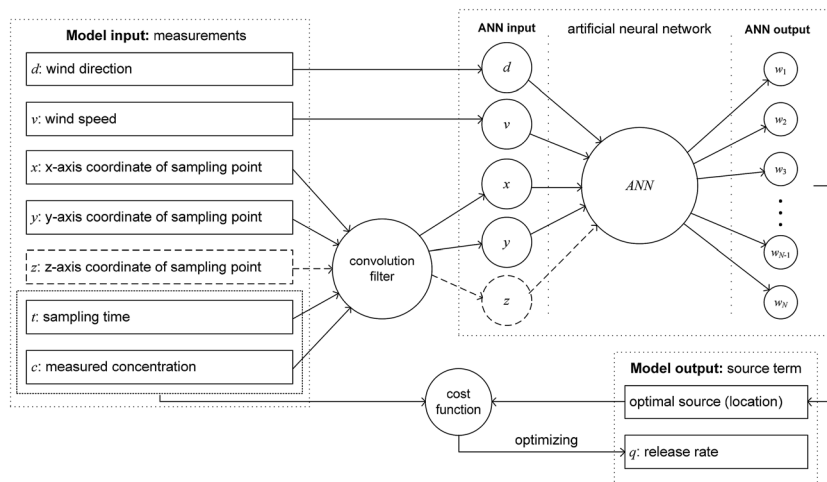 Model input: measurements
d: wind direction
v: wind speed
x: x-axis coordinate of sampling point
y: y-axis coordinate of sampling point
z: z-axis coordinate of sampling point
t: sampling time
c: measured concentration
convolution
filter
ANN input
artificial neural network
ANN output
d
v
x
y
z
ANN
w1
w2
w3
wN-1
wN
cost
function
optimizing
Model output: source term
optimal source (location)
q: release rate